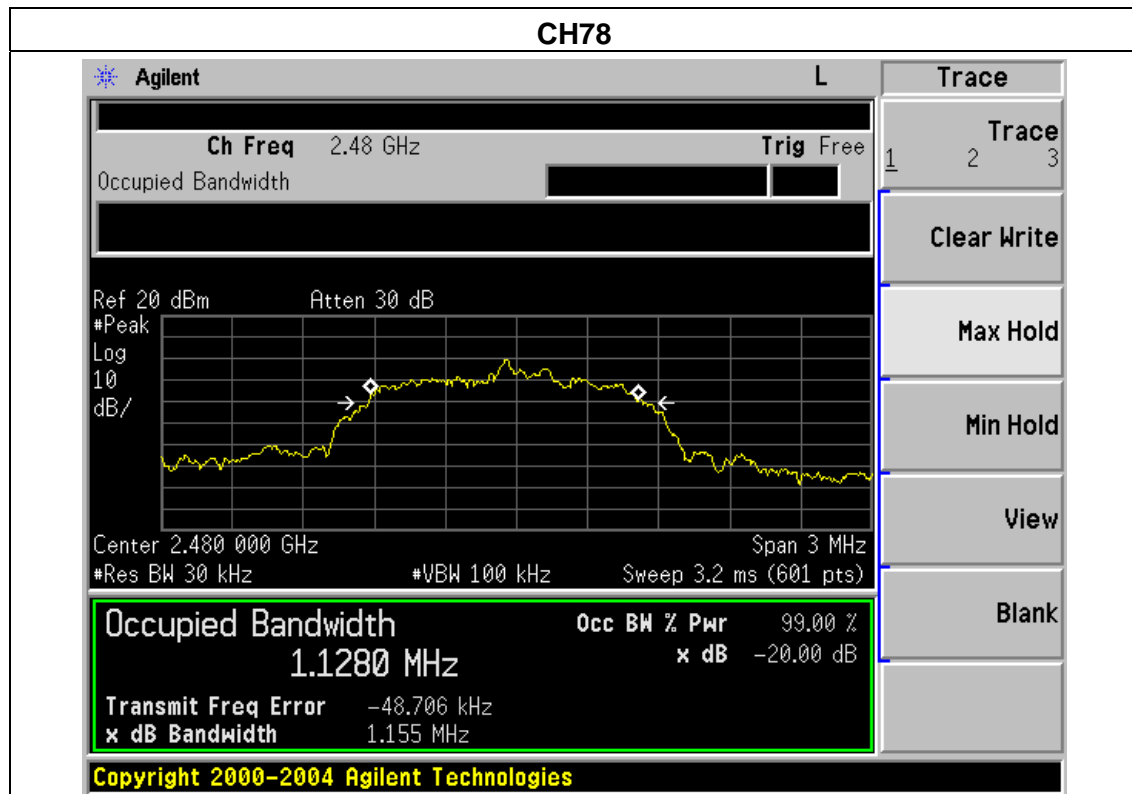 CH78
Agilent L Trace
Ch Freq 2.48 GHz Trig Free
Occupied Bandwidth
Trace
1 2 3
Clear Write
Ref 20 dBm Atten 30 dB
#Peak
Log
10
dB/
Max Hold
Min Hold
View
Center 2.480 000 GHz Span 3 MHz
#Res BW 30 kHz #VBW 100 kHz Sweep 3.2 ms (601 pts)
Blank
Occupied Bandwidth Occ BW % Pwr 99.00 %
1.1280 MHz x dB -20.00 dB
Transmit Freq Error -48.706 kHz
x dB Bandwidth 1.155 MHz
Copyright 2000-2004 Agilent Technologies